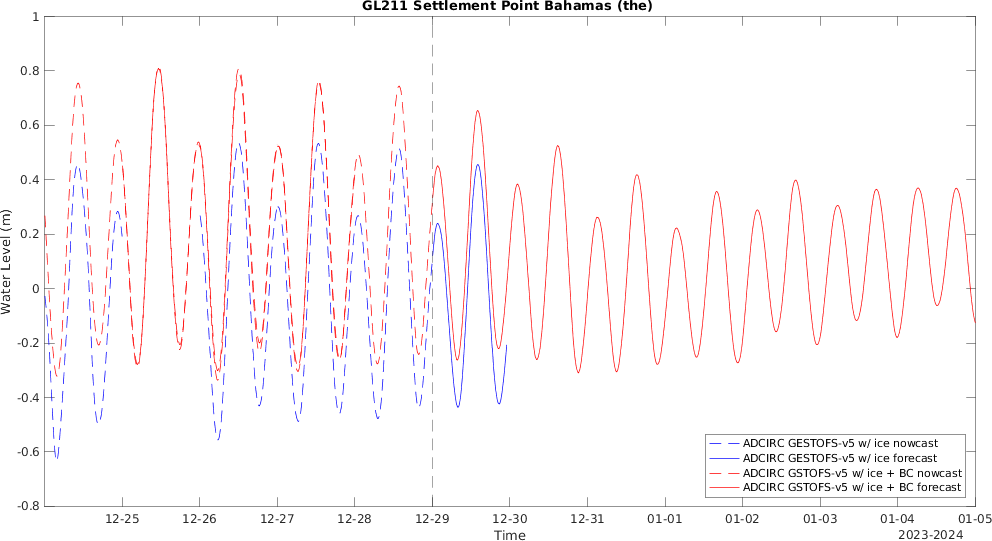 GL211 Settlement Point Bahamas (the)
1
0.8
0.6
0.4
0.2
0
-0.2
-0.4
-0.6
-0.8
Water Level (m)
12-25 12-26 12-27 12-28 12-29 12-30 12-31 01-01 01-02 01-03 01-04 01-05
Time
2023-2024
ADCIRC GESTOFS-v5 w/ ice nowcast
ADCIRC GESTOFS-v5 w/ ice forecast
ADCIRC GSTOFS-v5 w/ ice + BC nowcast
ADCIRC GSTOFS-v5 w/ ice + BC forecast